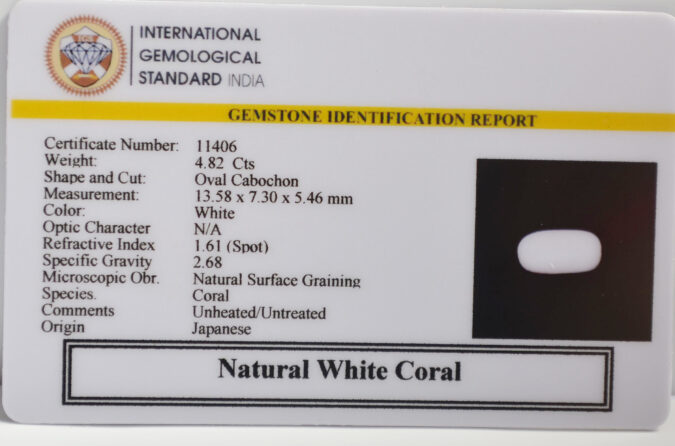 INTERNATIONAL
GEMOLOGICAL
STANDARD INDIA
GEMSTONE IDENTIFICATION REPORT
Certificate Number: 11406
Weight: 4.82 Cts
Shape and Cut: Oval Cabochon
Measurement: 13.58 x 7.30 x 5.46 mm
Color: White
Optic Character N/A
Refractive Index 1.61 (Spot)
Specific Gravity 2.68
Microscopic Obr. Natural Surface Graining
Species. Coral
Comments Unheated/Untreated
Origin Japanese
Natural White Coral